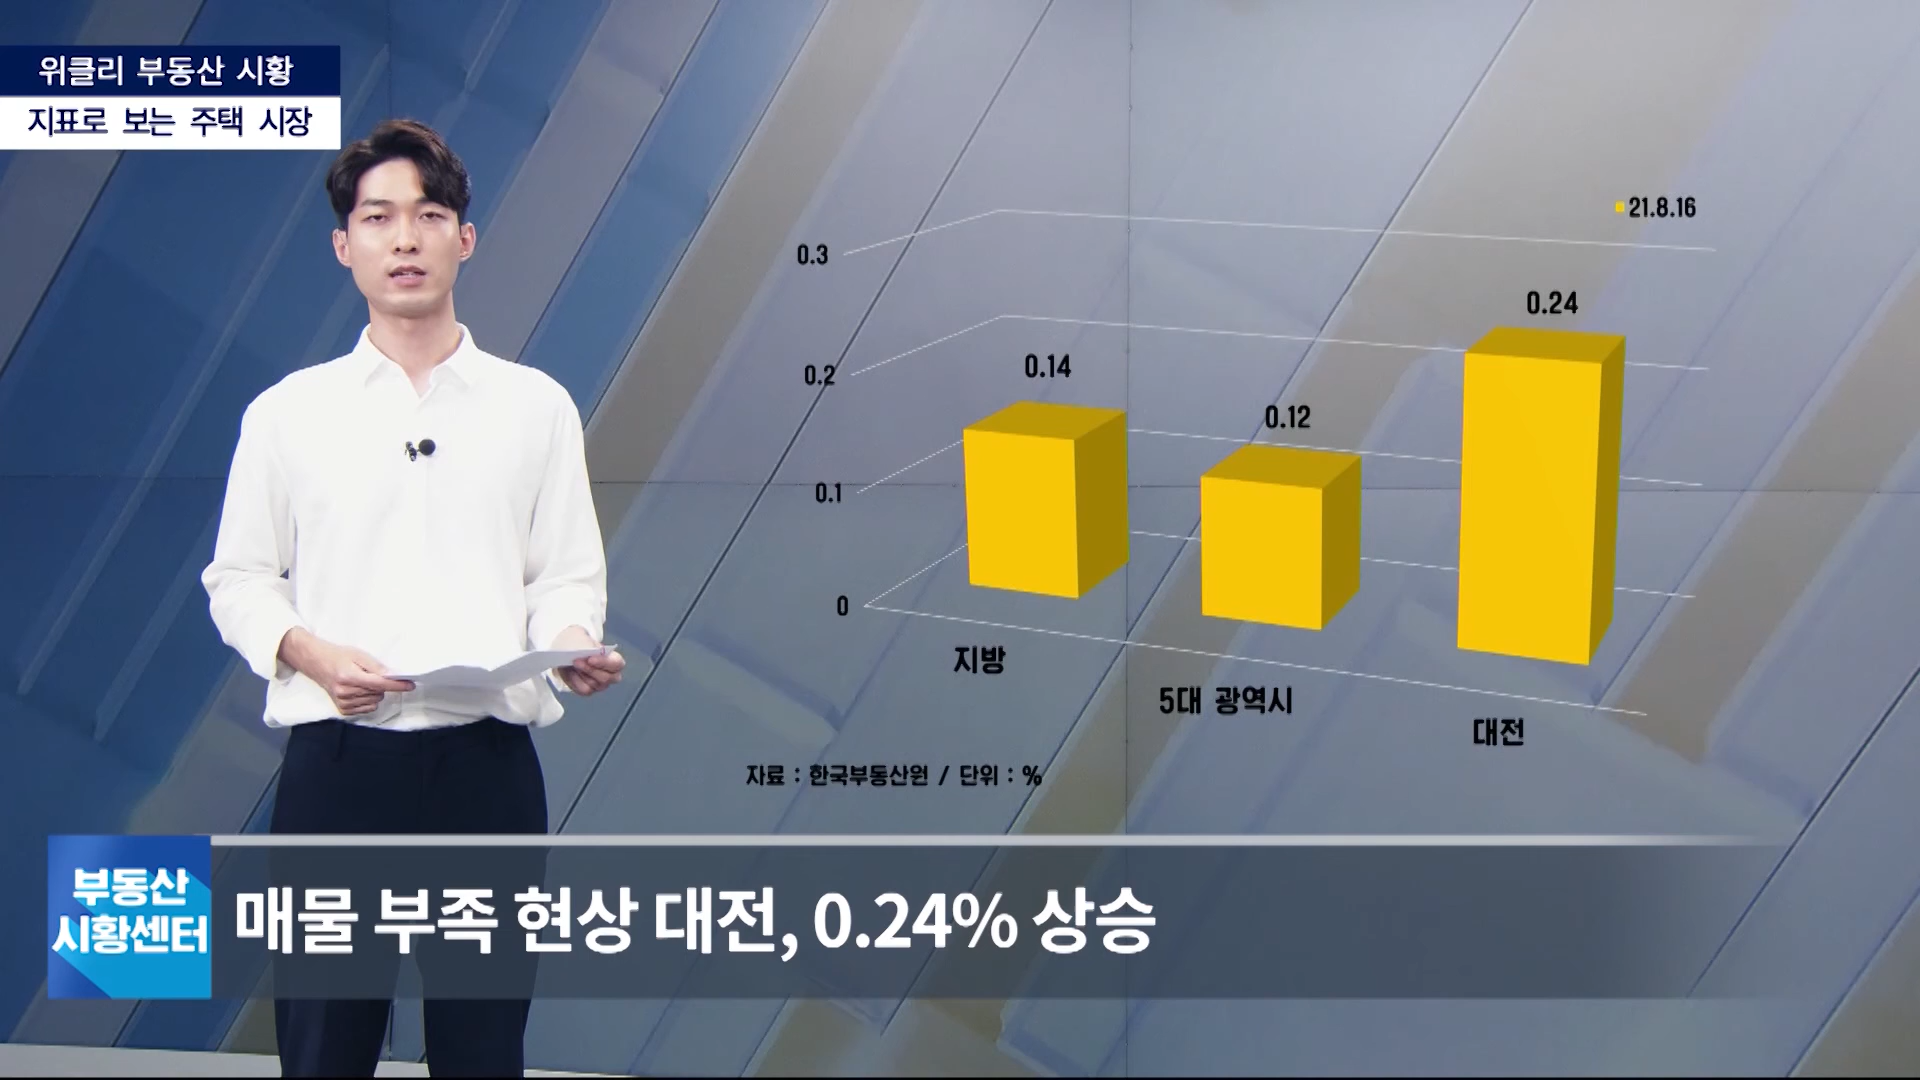 위클리 부동산 시황
지표로 보는 주택 시장
21.8.16
0.3
0.2
0.1
0
0.14
0.12
0.24
지방
5대 광역시
대전
자료 : 한국부동산원 / 단위 : %
부동산
시황센터
매물 부족 현상 대전, 0.24% 상승